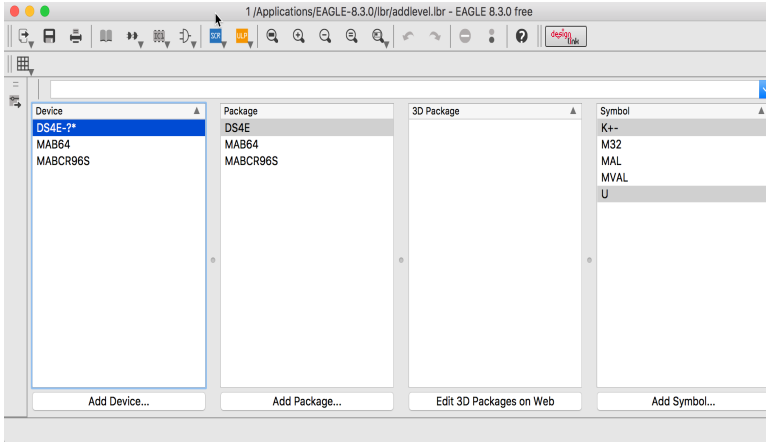 1 /Applications/EAGLE-8.3.0/lbr/addlevel.lbr - EAGLE 8.3.0 free
SCR ULP design link
Device Package 3D Package Symbol
DS4E-?* DS4E K+-
MAB64 MAB64 M32
MABCR96S MABCR96S MAL
MVAL
U
Add Device... Add Package... Edit 3D Packages on Web Add Symbol...